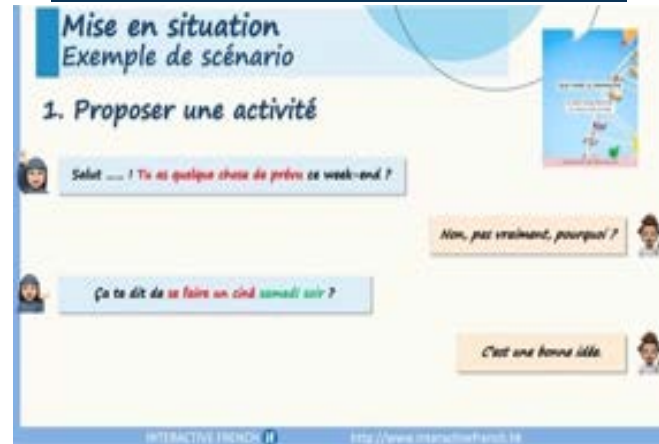 Mise en situation
Exemple de scénario
1. Proposer une activité
Salut ..... ! Tu as quelque chose de prévu ce week-end ?
Non, pas vraiment, pourquoi ?
Ça te dit de se faire un ciné samedi soir ?
C'est une bonne idée.
INTERACTIVE FRENCH
http://www.interactivefrench.hk